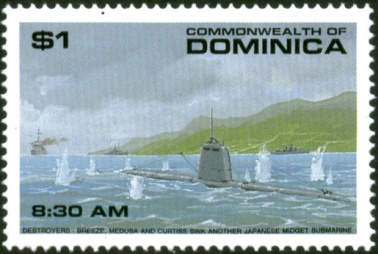 $1
COMMONWEALTH OF
DOMINICA
8:30 AM
DESTROYERS - BREEZE, MEDUSA AND CURTISS SINK ANOTHER JAPANESE MIDGET SUBMARINE